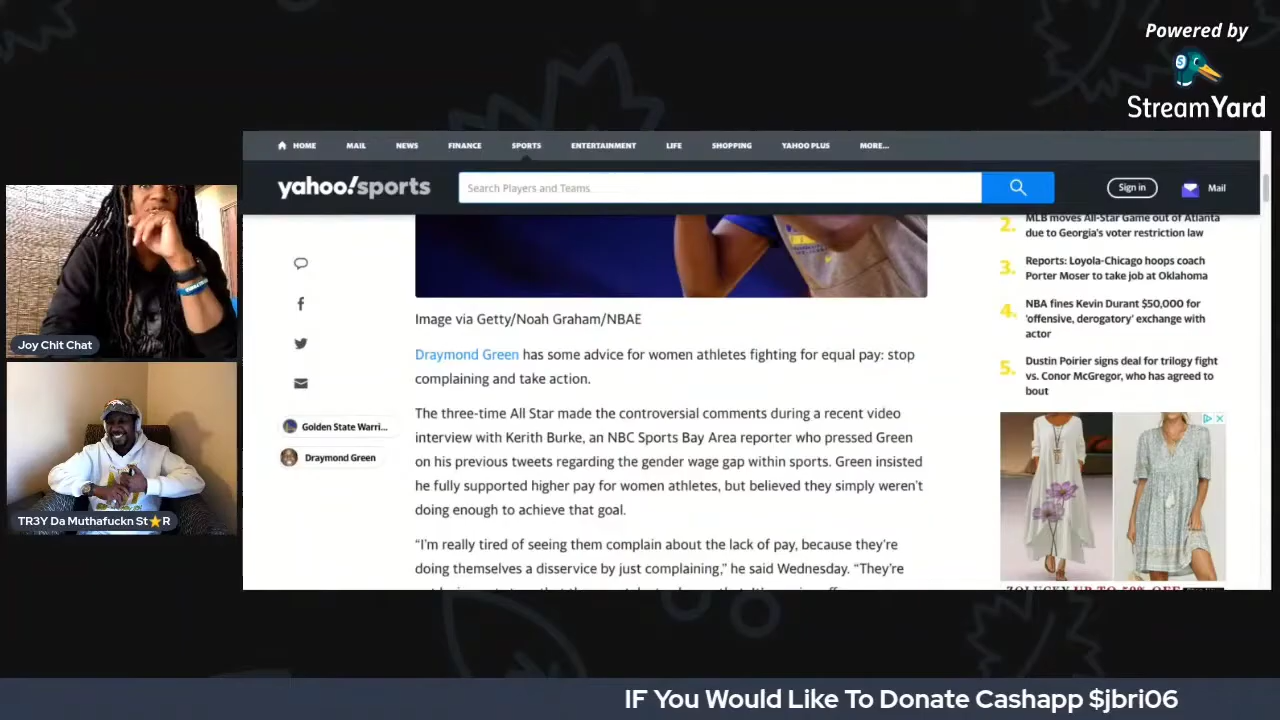 Powered by
StreamYard
HOME MAIL NEWS FINANCE SPORTS ENTERTAINMENT LIFE SHOPPING YAHOO PLUS MORE...
yahoo!sports
Search Players and Teams
Sign in
Mail
Joy Chit Chat
TR3Y Da Muthafuckn St⭐R
Golden State Warri...
Draymond Green
Image via Getty/Noah Graham/NBAE
Draymond Green has some advice for women athletes fighting for equal pay: stop
complaining and take action.
The three-time All Star made the controversial comments during a recent video
interview with Kerith Burke, an NBC Sports Bay Area reporter who pressed Green
on his previous tweets regarding the gender wage gap within sports. Green insisted
he fully supported higher pay for women athletes, but believed they simply weren't
doing enough to achieve that goal.
“I'm really tired of seeing them complain about the lack of pay, because they're
doing themselves a disservice by just complaining,” he said Wednesday. “They're
2. MLB moves All-Star Game out of Atlanta
due to Georgia's voter restriction law
3. Reports: Loyola-Chicago hoops coach
Porter Moser to take job at Oklahoma
4. NBA fines Kevin Durant $50,000 for
'offensive, derogatory' exchange with
actor
5. Dustin Poirier signs deal for trilogy fight
vs. Conor McGregor, who has agreed to
bout
IF You Would Like To Donate Cashapp $jbri06